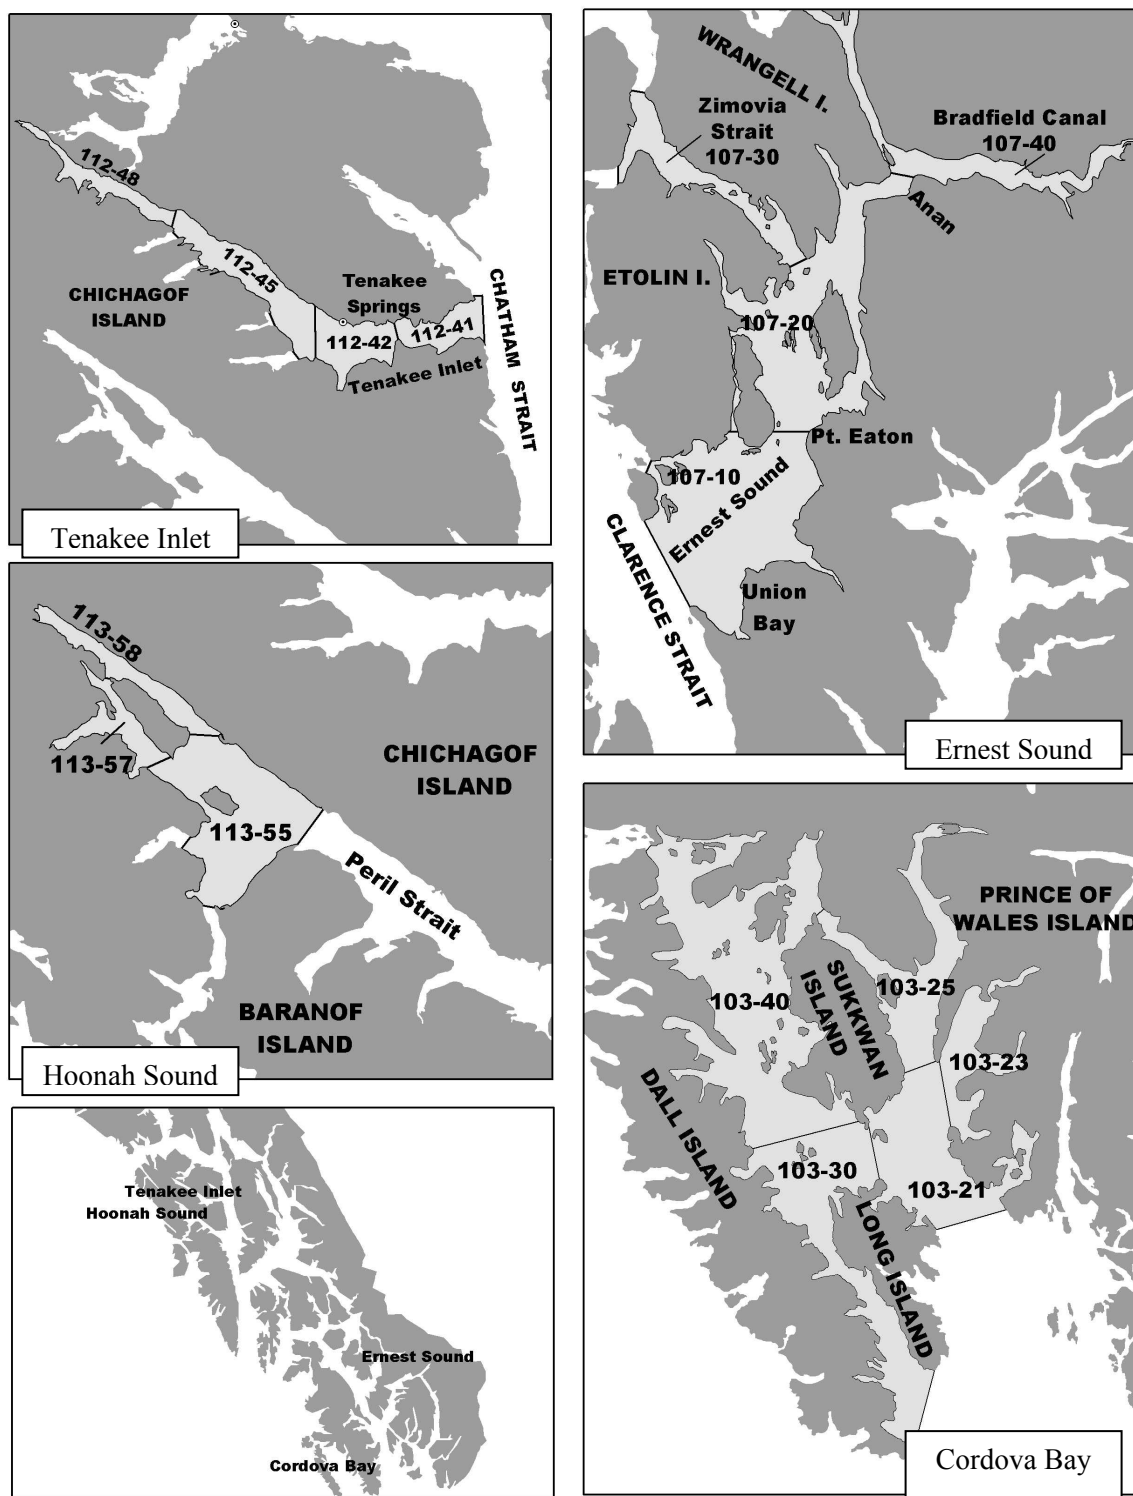 112-48
112-45
CHICHAGOF
ISLAND
Tenakee
Springs
112-42
112-41
Tenakee Inlet
CHATHAM STRAIT
Tenakee Inlet
WRANGELL I.
Zimovia
Strait
107-30
Bradfield Canal
107-40
Anan
ETOLIN I.
107-20
Pt. Eaton
107-10
Ernest Sound
CLARENCE STRAIT
Union
Bay
Ernest Sound
113-58
113-57
CHICHAGOF
ISLAND
113-55
Peril Strait
BARANOF
ISLAND
Hoonah Sound
Tenakee Inlet
Hoonah Sound
Ernest Sound
Cordova Bay
PRINCE OF
WALES ISLAND
SUKKWAN
ISLAND
103-25
103-40
103-23
DALL ISLAND
103-30
103-21
LONG ISLAND
Cordova Bay